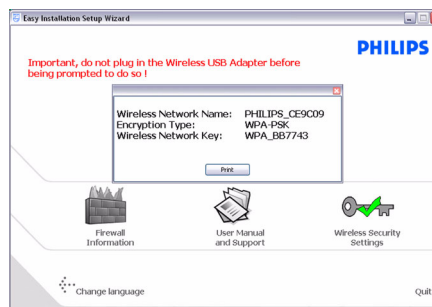 Easy Installation Setup Wizard
PHILIPS
Important, do not plug in the Wireless USB Adapter before
being prompted to do so !
Wireless Network Name: PHILIPS_CE9C09
Encryption Type: WPA-PSK
Wireless Network Key: WPA_BB7743
Print
Firewall
Information
User Manual
and Support
Wireless Security
Settings
Change language
Quit